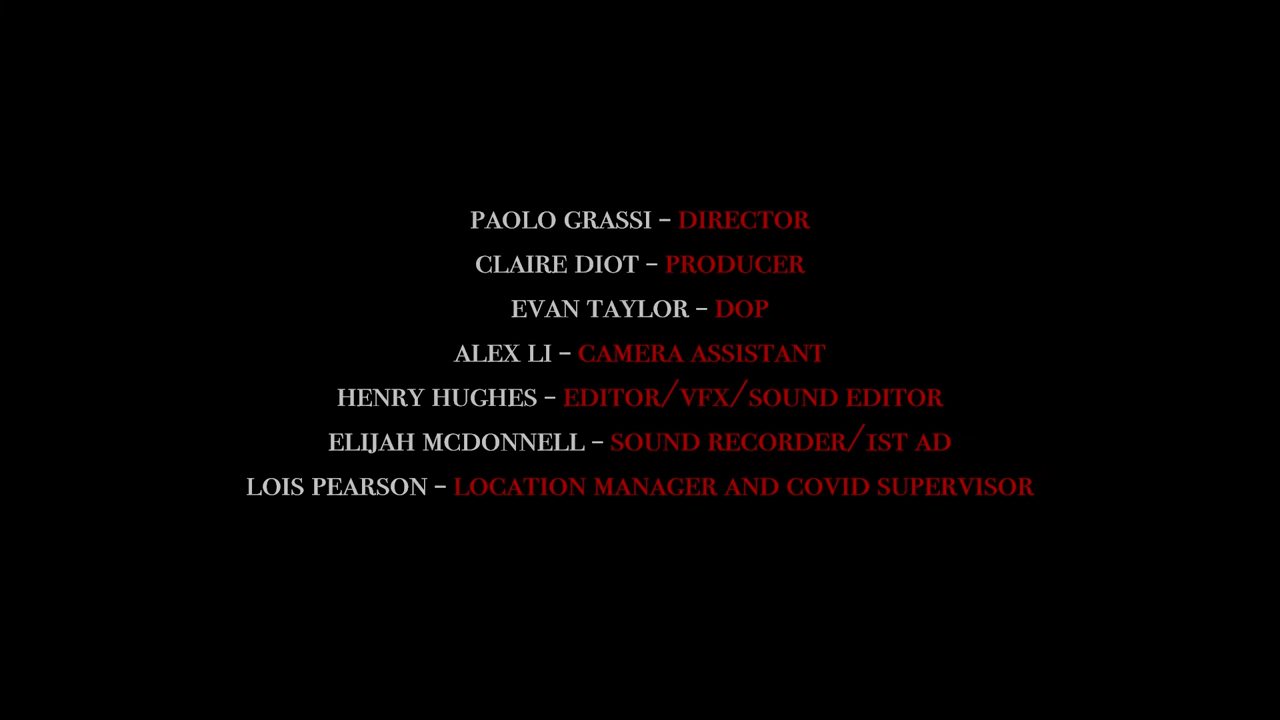 PAOLO GRASSI – DIRECTOR
CLAIRE DIOT – PRODUCER
EVAN TAYLOR – DOP
ALEX LI – CAMERA ASSISTANT
HENRY HUGHES – EDITOR/VFX/SOUND EDITOR
ELIJAH MCDONNELL – SOUND RECORDER/1ST AD
LOIS PEARSON – LOCATION MANAGER AND COVID SUPERVISOR